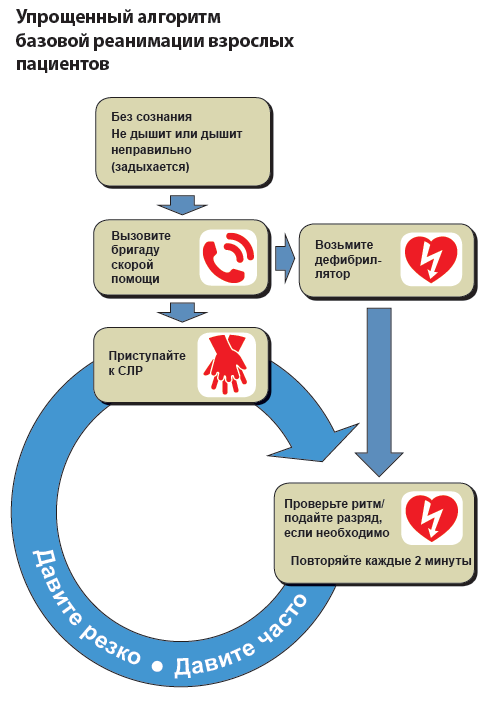 Упрощенный алгоритм
базовой реанимации взрослых
пациентов
Без сознания
Не дышит или дышит
неправильно
(задыхается)
Вызовите
бригаду
скорой
помощи
Возьмите
дефибрил-
лятор
Приступайте
к СЛР
Проверьте ритм/
подайте разряд,
если необходимо
Повторяйте каждые 2 минуты
Давите резко ● Давите часто